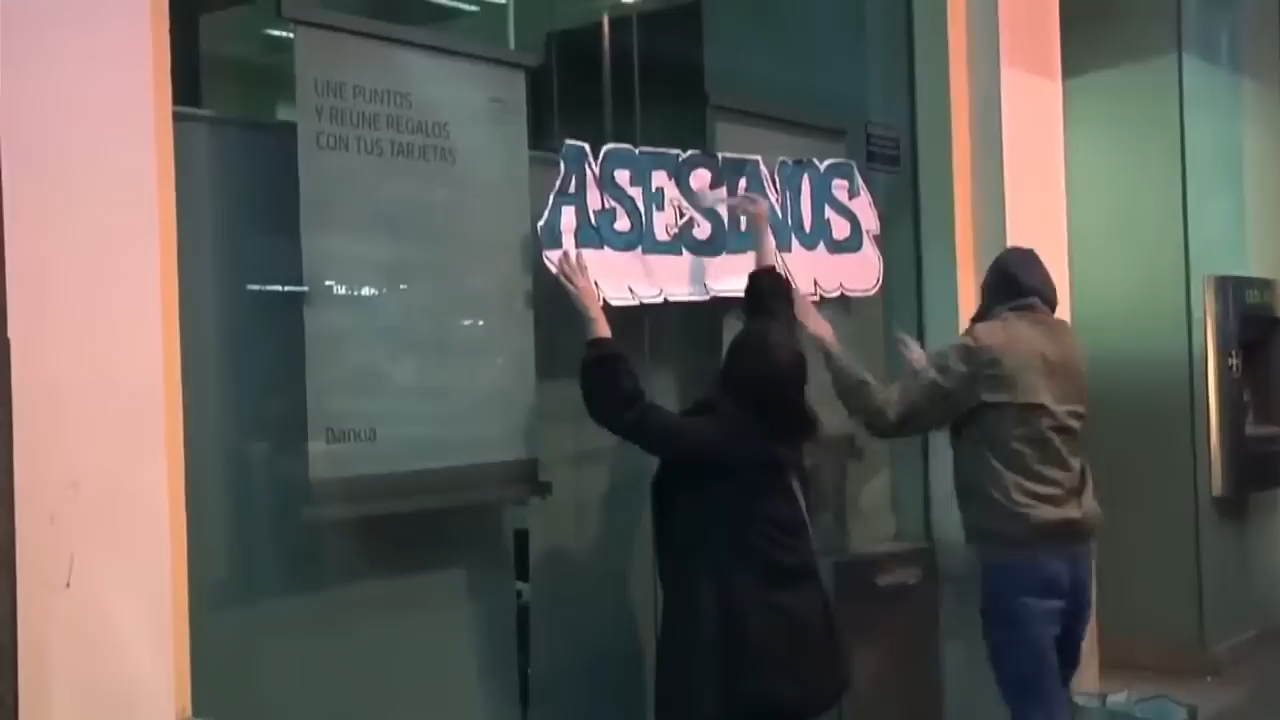 UNE PUNTOS
Y REÚNE REGALOS
CON TUS TARJETAS
ASESINOS
Bankia